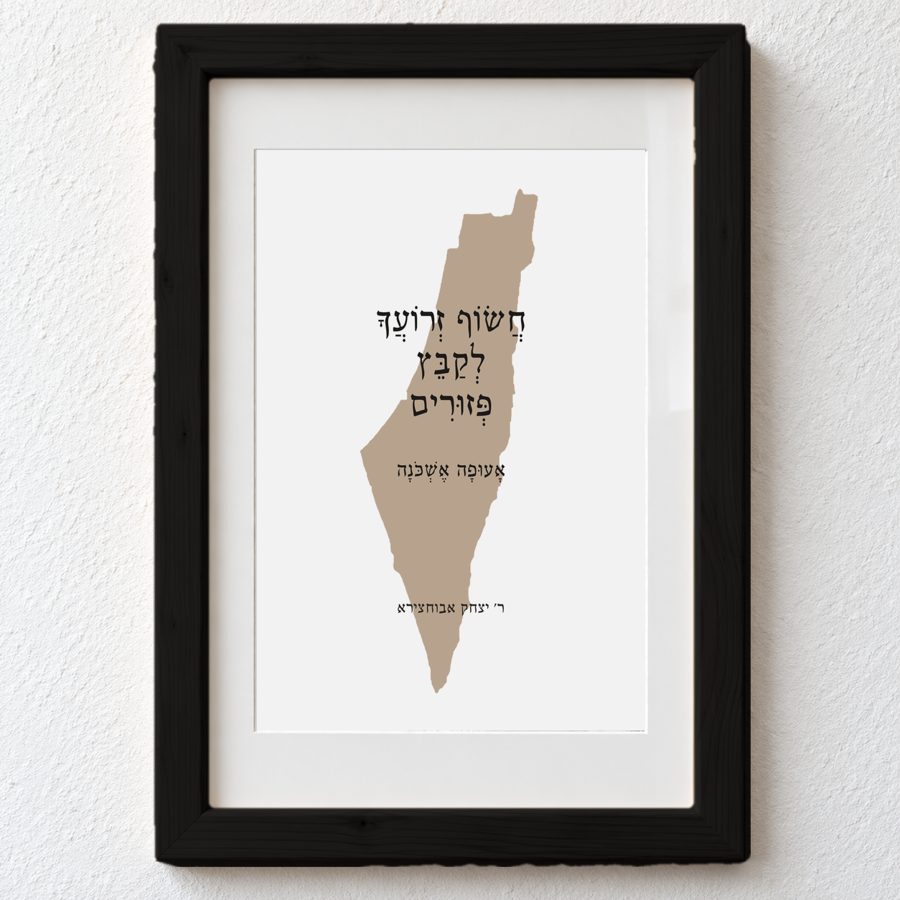 חֲשׂוֹף זְרוֹעֲךָ
לְקַבֵּץ
פְּזוּרִים
אָעוּפָה אֶשְׁכֹּנָה
ר׳ יצחק אבוחצירא